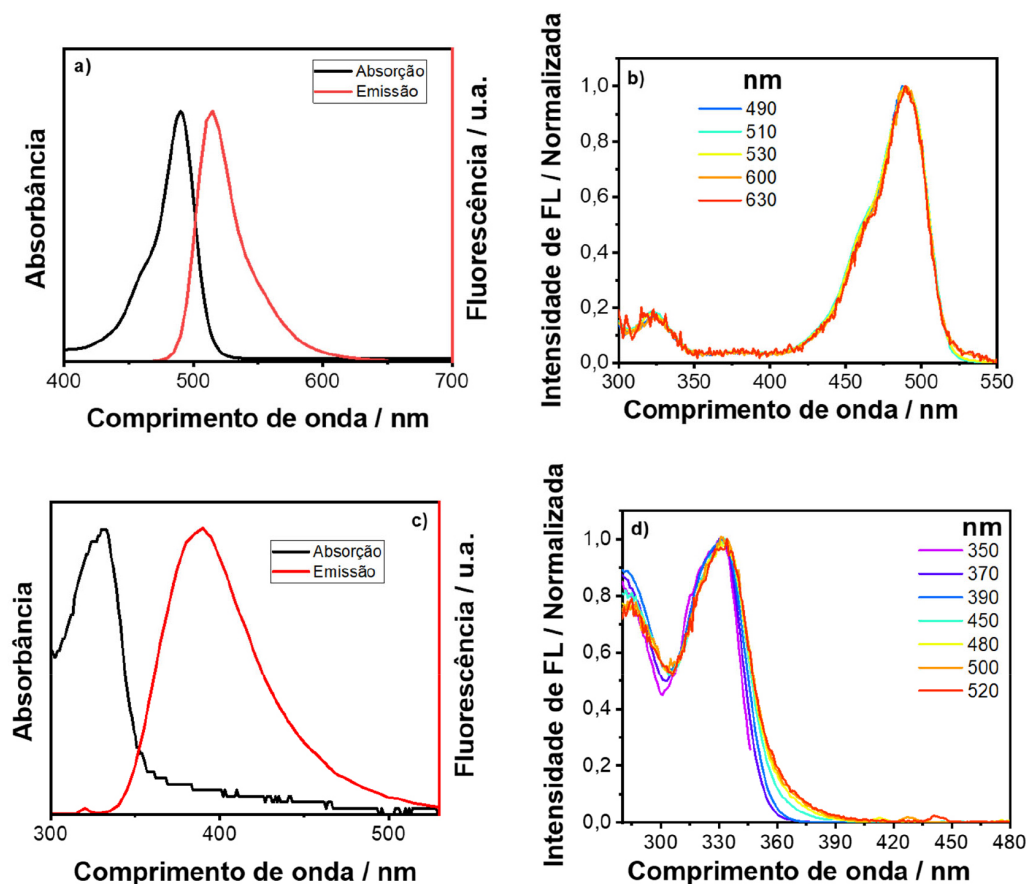 a)
Absorção
Emissão
Absorbância
Fluorescência / u.a.
400 500 600 700
Comprimento de onda / nm
b)
nm
490
510
530
600
630
Intensidade de FL / Normalizada
1,0
0,8
0,6
0,4
0,2
0,0
300 350 400 450 500 550
Comprimento de onda / nm
c)
Absorção
Emissão
Absorbância
Fluorescência / u.a.
300 400 500
Comprimento de onda / nm
d)
nm
350
370
390
450
480
500
520
Intensidade de FL / Normalizada
1,0
0,8
0,6
0,4
0,2
0,0
300 330 360 390 420 450 480
Comprimento de onda / nm